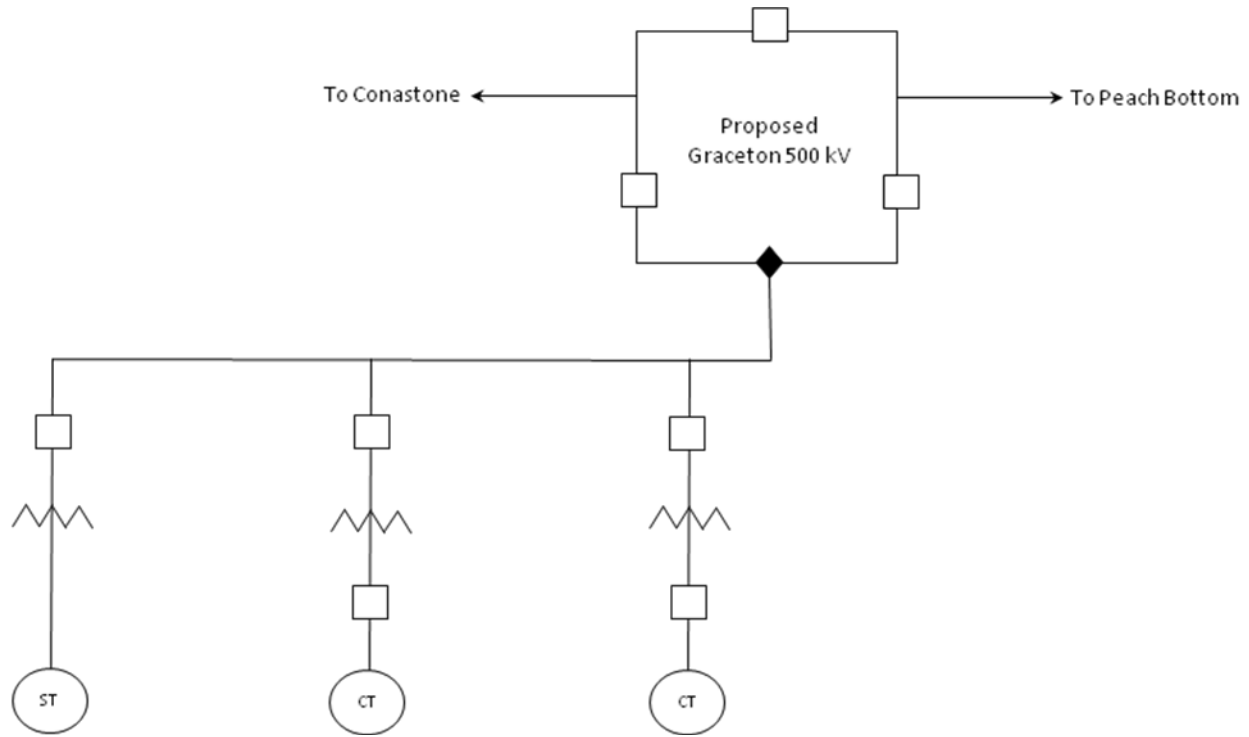 To Conastone
To Peach Bottom
Proposed
Graceton 500 kV
ST
CT
CT